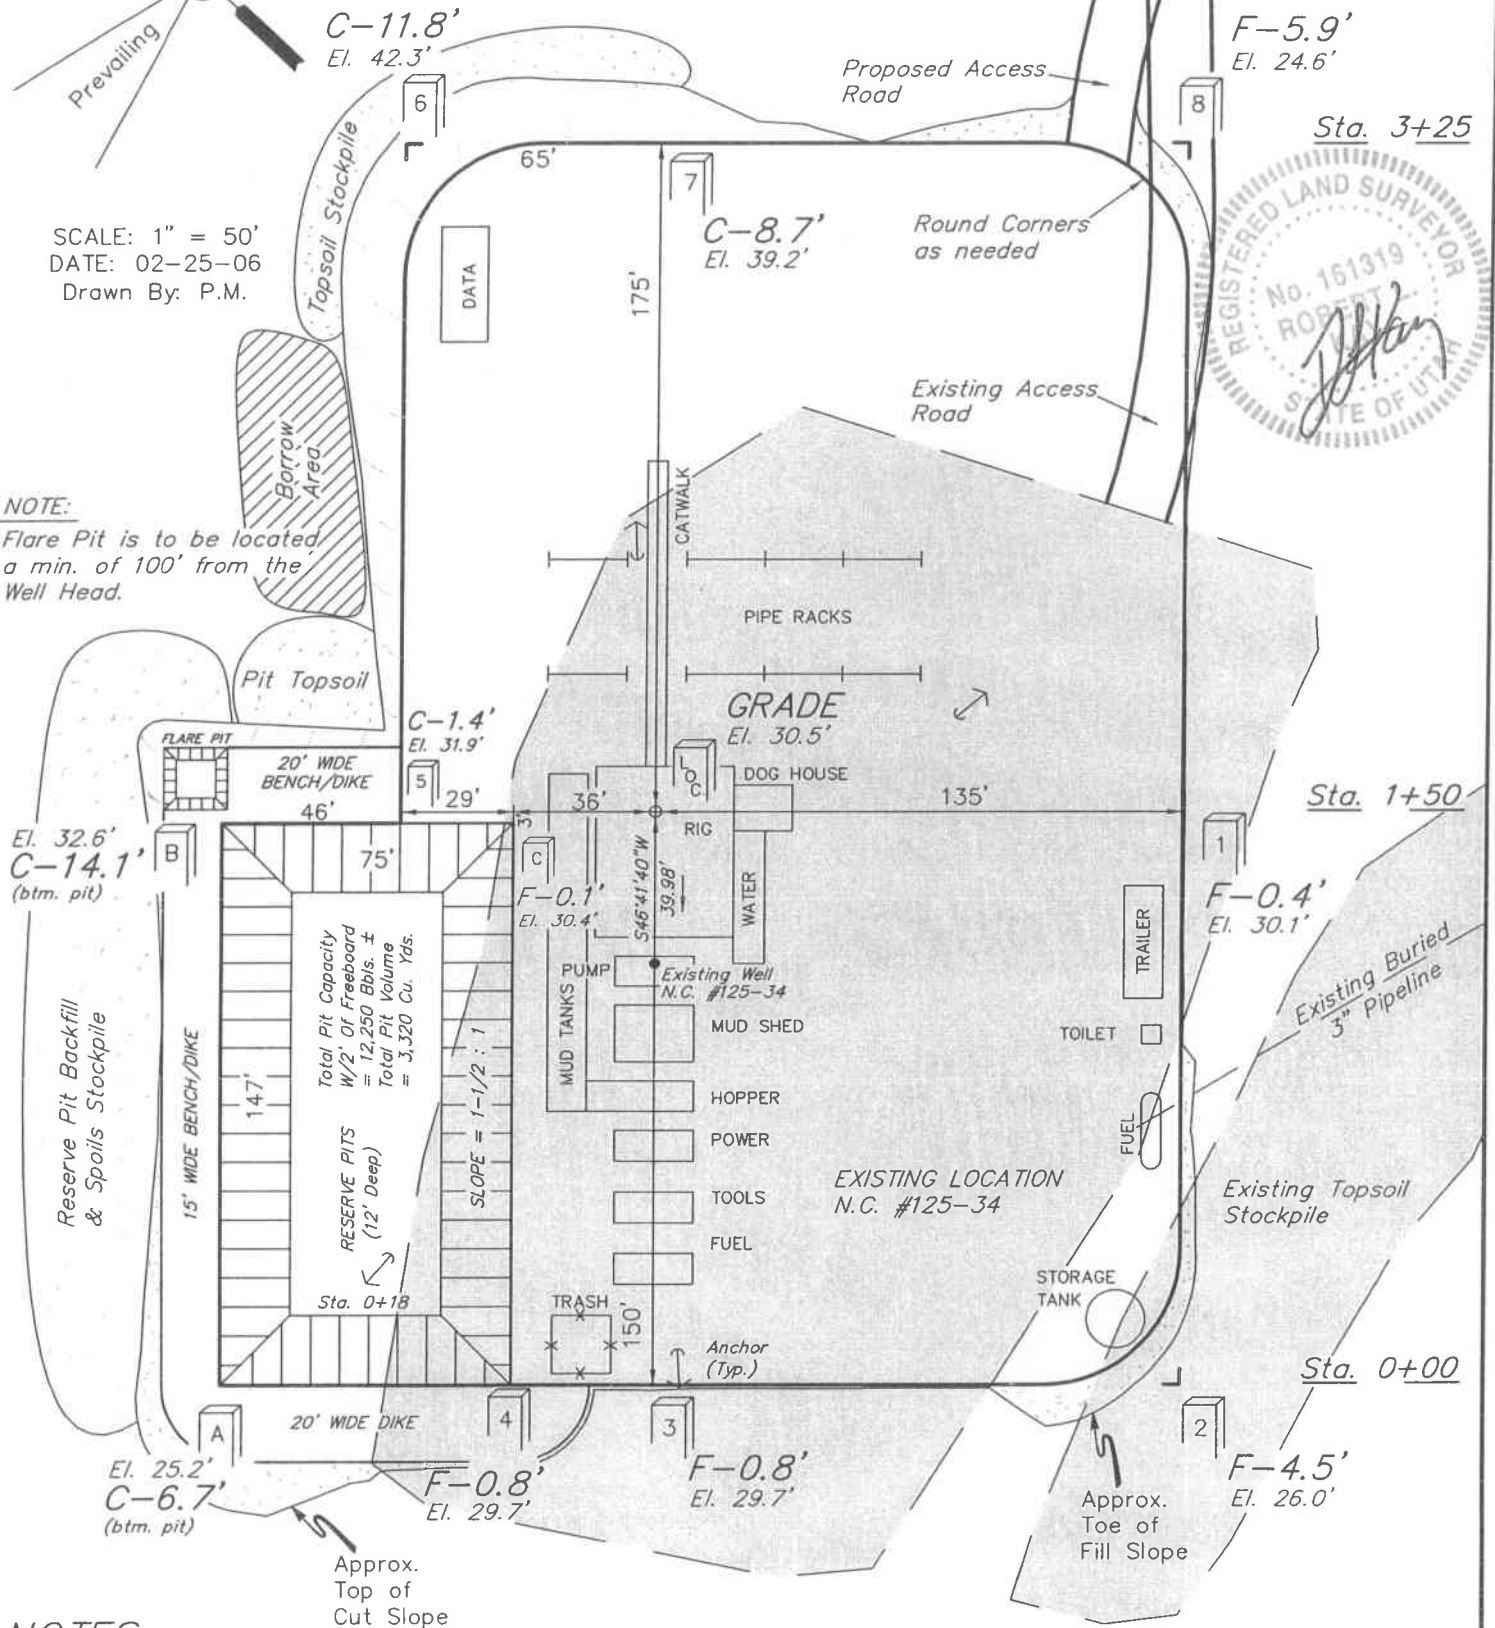 C-11.8'
El. 42.3'
F-5.9'
El. 24.6'
Prevailing
Proposed Access
Road
6
8
Sta. 3+25
65'
7
C-8.7'
El. 39.2'
Topsoil Stockpile
SCALE: 1" = 50'
DATE: 02-25-06
Drawn By: P.M.
DATA
175'
Round Corners
as needed
REGISTERED LAND SURVEYOR
No. 161319
ROBERT L.
KAY
STATE OF UTAH
Existing Access
Road
Borrow
Area
CATWALK
NOTE:
Flare Pit is to be located
a min. of 100' from the
Well Head.
PIPE RACKS
Pit Topsoil
GRADE
El. 30.5'
C-1.4'
El. 31.9'
FLARE PIT
20' WIDE
BENCH/DIKE
5
LOC.
DOG HOUSE
46'
29'
3'
36'
135'
Sta. 1+50
RIG
El. 32.6'
C-14.1'
(btm. pit)
B
75'
C
F-0.1'
El. 30.4'
S46°41'40"W
39.98'
WATER
1
F-0.4'
El. 30.1'
TRAILER
Total Pit Capacity
W/2' Of Freeboard
= 12,250 Bbls. ±
Total Pit Volume
= 3,320 Cu. Yds.
PUMP
Existing Well
N.C. #125-34
MUD TANKS
MUD SHED
TOILET
Existing Buried
3" Pipeline
Reserve Pit Backfill
& Spoils Stockpile
15' WIDE BENCH/DIKE
147'
RESERVE PITS
(12' Deep)
SLOPE = 1-1/2 : 1
HOPPER
POWER
FUEL
TOOLS
EXISTING LOCATION
N.C. #125-34
Existing Topsoil
Stockpile
FUEL
STORAGE
TANK
Sta. 0+18
TRASH
150'
Anchor
(Typ.)
Sta. 0+00
A
20' WIDE DIKE
4
3
2
El. 25.2'
C-6.7'
(btm. pit)
F-0.8'
El. 29.7'
F-0.8'
El. 29.7'
F-4.5'
El. 26.0'
Approx.
Toe of
Fill Slope
Approx.
Top of
Cut Slope
NOTES